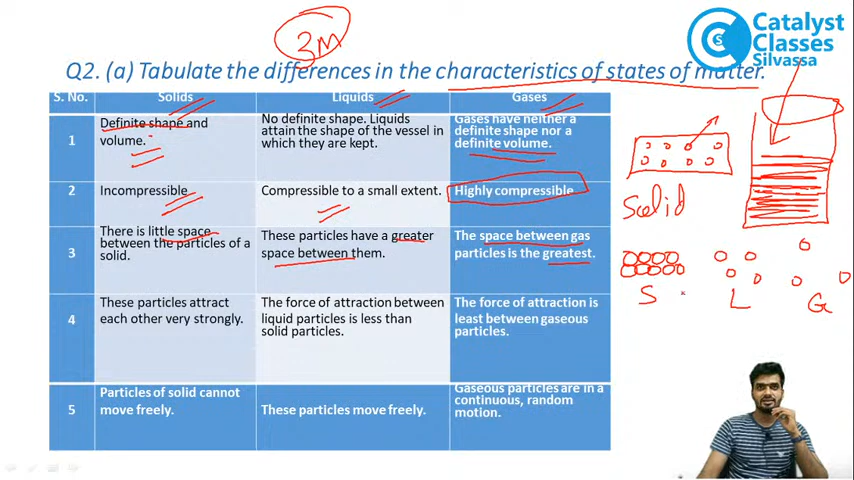 3M
Catalyst
Classes
Silvassa
Q2. (a) Tabulate the differences in the characteristics of states of matter.
S. No. Solids Liquids Gases
1
Definite shape and
volume.
No definite shape. Liquids
attain the shape of the vessel in
which they are kept.
Gases have neither a
definite shape nor a
definite volume.
2
Incompressible
Compressible to a small extent.
Highly compressible.
3
There is little space
between the particles of a
solid.
These particles have a greater
space between them.
The space between gas
particles is the greatest.
4
These particles attract
each other very strongly.
The force of attraction between
liquid particles is less than
solid particles.
The force of attraction is
least between gaseous
particles.
5
Particles of solid cannot
move freely.
These particles move freely.
Gaseous particles are in a
continuous, random
motion.
Solid
S L G